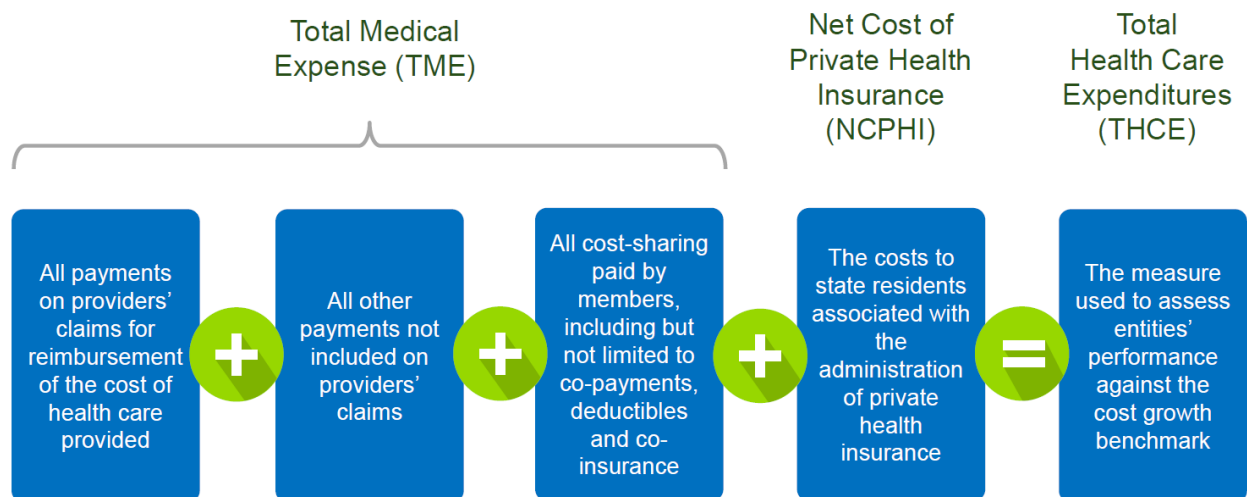 Total Medical
Expense (TME)
Net Cost of
Private Health
Insurance
(NCPHI)
Total
Health Care
Expenditures
(THCE)
All payments
on providers’
claims for
reimbursement
of the cost of
health care
provided
+
All other
payments not
included on
providers’
claims
+
All cost-sharing
paid by
members,
including but
not limited to
co-payments,
deductibles
and co-
insurance
+
The costs to
state residents
associated with
the
administration
of private
health
insurance
=
The measure
used to assess
entities’
performance
against the
cost growth
benchmark